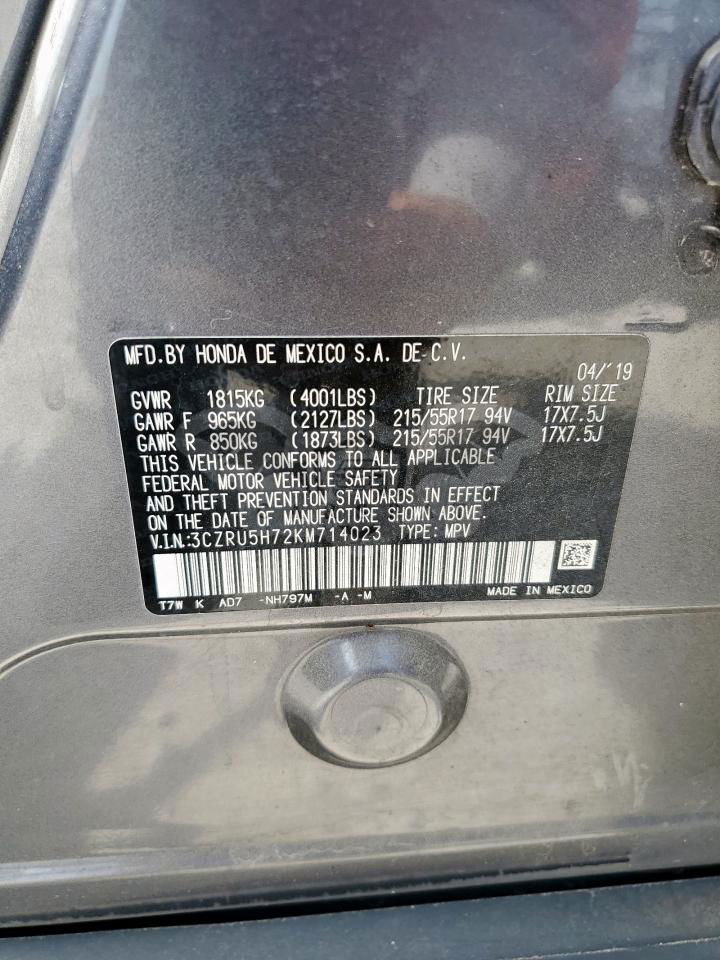 MFD.BY HONDA DE MEXICO S.A. DE C.V.
04/'19
GVWR 1815KG (4001LBS) TIRE SIZE RIM SIZE
GAWR F 965KG (2127LBS) 215/55R17 94V 17X7.5J
GAWR R 850KG (1873LBS) 215/55R17 94V 17X7.5J
THIS VEHICLE CONFORMS TO ALL APPLICABLE
FEDERAL MOTOR VEHICLE SAFETY
AND THEFT PREVENTION STANDARDS IN EFFECT
ON THE DATE OF MANUFACTURE SHOWN ABOVE.
V.I.N:3CZRU5H72KM714023 TYPE: MPV
T7W K AD7 -NH797M -A -M MADE IN MEXICO